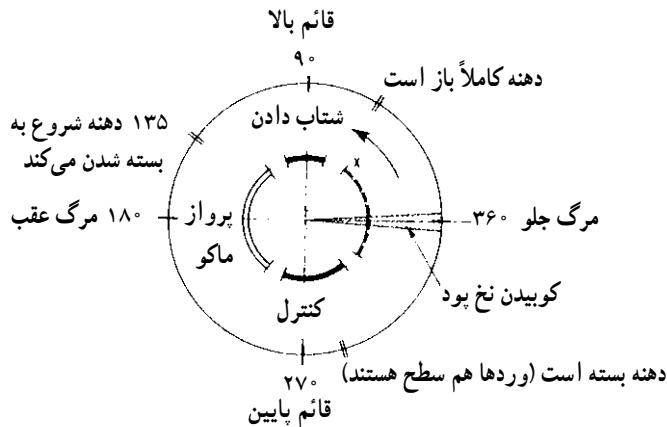 قائم بالا
۹۰
دهنه کاملاً باز است
شتاب دادن
۱۳۵ دهنه شروع به
بسته شدن می‌کند
x
مرگ جلو ۳۶۰
پرواز
ماکو
۱۸۰ مرگ عقب
کوبیدن نخ پود
کنترل
دهنه بسته است (وردها هم سطح هستند)
۲۷۰
قائم پایین